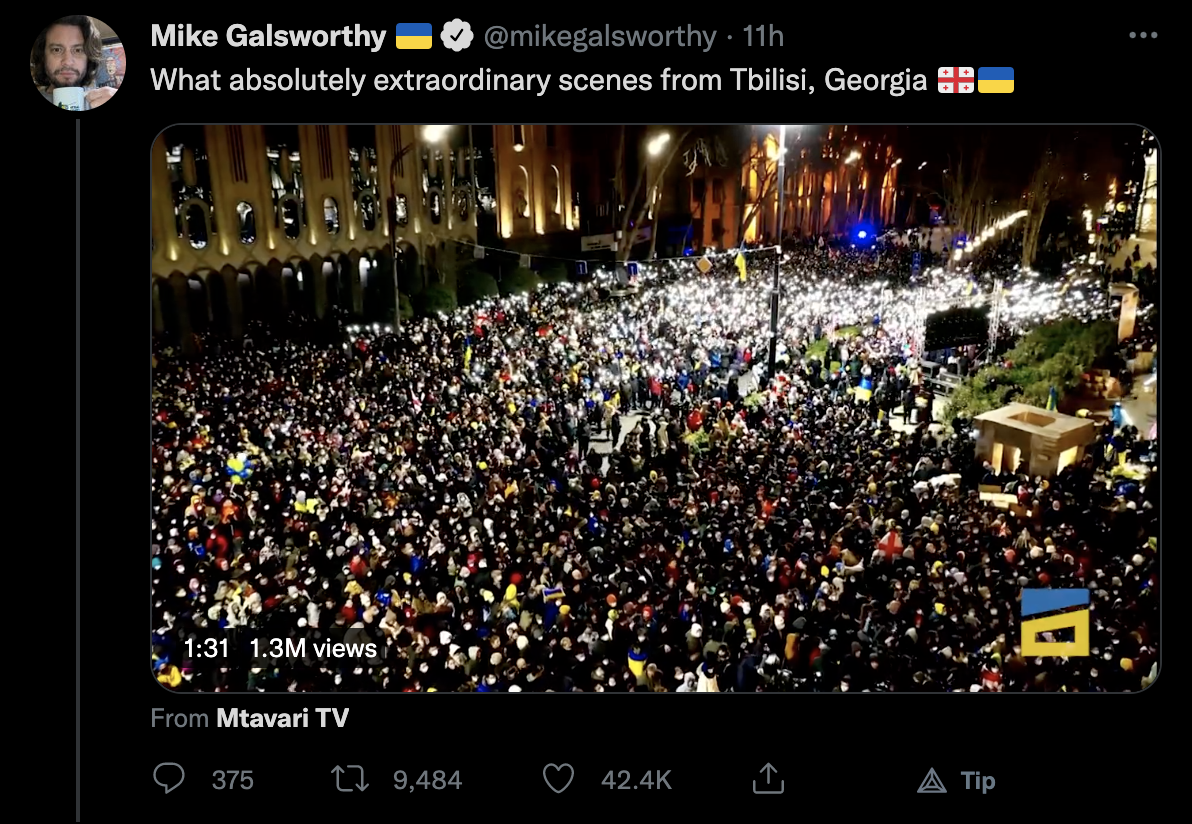 Mike Galsworthy 🇺🇦 @mikegalsworthy · 11h
What absolutely extraordinary scenes from Tbilisi, Georgia 🇬🇪🇺🇦
1:31 1.3M views
From Mtavari TV
375 9,484 42.4K Tip